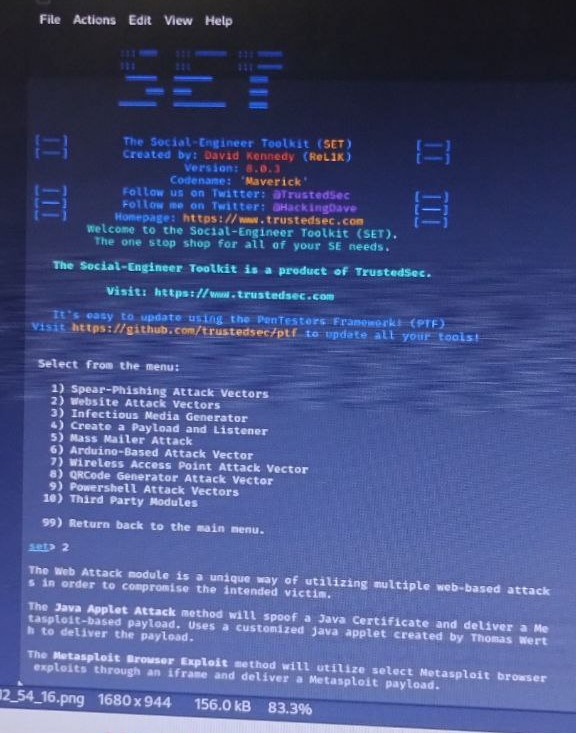 File Actions Edit View Help
SET
[---] The Social-Engineer Toolkit (SET) [---]
[---] Created by: David Kennedy (ReL1K) [---]
Version: 8.0.3
Codename: 'Maverick'
[---] Follow us on Twitter: @TrustedSec [---]
[---] Follow me on Twitter: @HackingDave [---]
[---] Homepage: https://www.trustedsec.com [---]
Welcome to the Social-Engineer Toolkit (SET).
The one stop shop for all of your SE needs.
The Social-Engineer Toolkit is a product of TrustedSec.
Visit: https://www.trustedsec.com
It's easy to update using the PenTesters Framework! (PTF)
Visit https://github.com/trustedsec/ptf to update all your tools!
Select from the menu:
1) Spear-Phishing Attack Vectors
2) Website Attack Vectors
3) Infectious Media Generator
4) Create a Payload and Listener
5) Mass Mailer Attack
6) Arduino-Based Attack Vector
7) Wireless Access Point Attack Vector
8) QRCode Generator Attack Vector
9) Powershell Attack Vectors
10) Third Party Modules
99) Return back to the main menu.
set> 2
The Web Attack module is a unique way of utilizing multiple web-based attack
s in order to compromise the intended victim.
The Java Applet Attack method will spoof a Java Certificate and deliver a Me
tasploit-based payload. Uses a customized java applet created by Thomas Wert
h to deliver the payload.
The Metasploit Browser Exploit method will utilize select Metasploit browser
exploits through an iframe and deliver a Metasploit payload.
12_54_16.png 1680 x 944 156.0 kB 83.3%